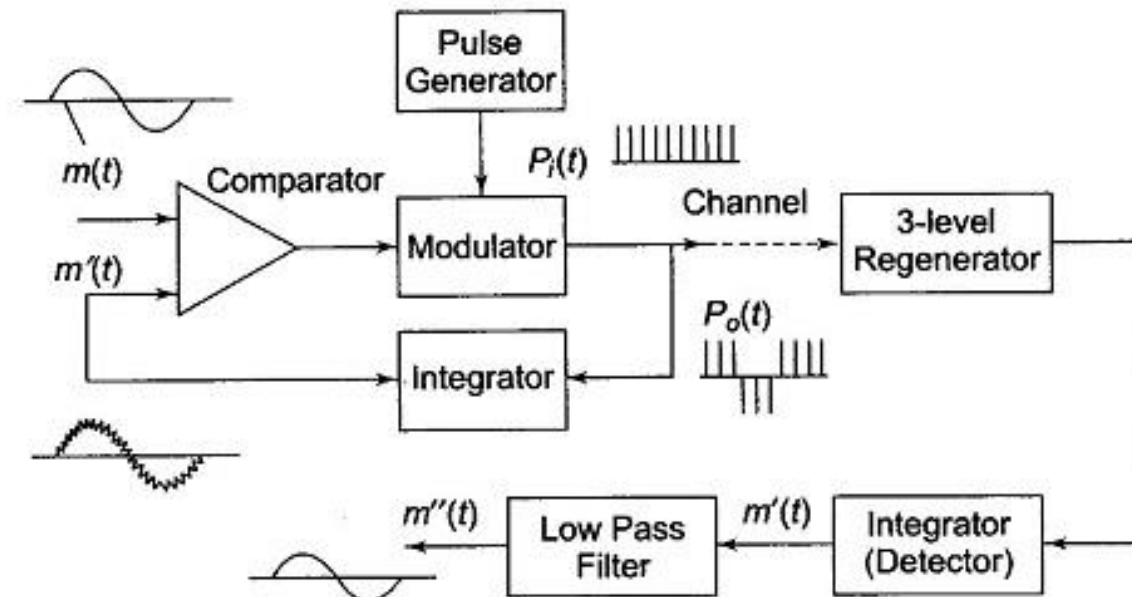 Pulse
Generator
m(t)
Comparator
P_i(t)
Channel
Modulator
3-level
Regenerator
m'(t)
P_o(t)
Integrator
m''(t)
Low Pass
Filter
m'(t)
Integrator
(Detector)